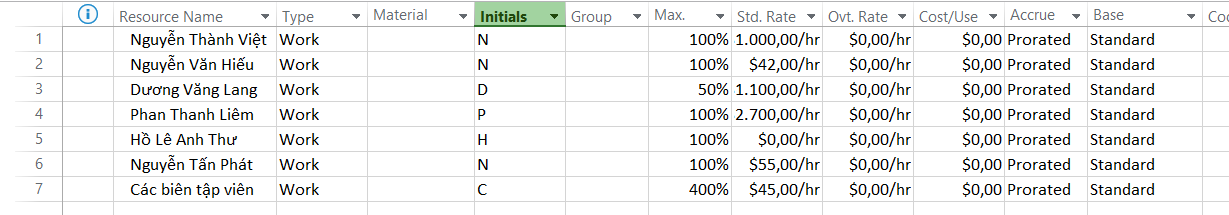 Resource Name Type Material Initials Group Max. Std. Rate Ovt. Rate Cost/Use Accrue Base Coc
1 Nguyễn Thành Việt Work N 100% 1.000,00/hr $0,00/hr $0,00 Prorated Standard
2 Nguyễn Văn Hiếu Work N 100% $42,00/hr $0,00/hr $0,00 Prorated Standard
3 Dương Văng Lang Work D 50% 1.100,00/hr $0,00/hr $0,00 Prorated Standard
4 Phan Thanh Liêm Work P 100% 2.700,00/hr $0,00/hr $0,00 Prorated Standard
5 Hồ Lê Anh Thư Work H 100% $0,00/hr $0,00/hr $0,00 Prorated Standard
6 Nguyễn Tấn Phát Work N 100% $55,00/hr $0,00/hr $0,00 Prorated Standard
7 Các biên tập viên Work C 400% $45,00/hr $0,00/hr $0,00 Prorated Standard